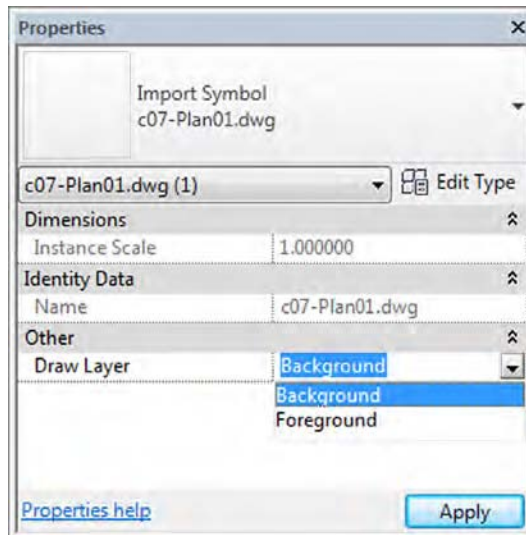 Properties
Import Symbol
c07-Plan01.dwg
c07-Plan01.dwg (1) Edit Type
Dimensions
Instance Scale 1.000000
Identity Data
Name c07-Plan01.dwg
Other
Draw Layer Background
Background
Foreground
Properties help Apply